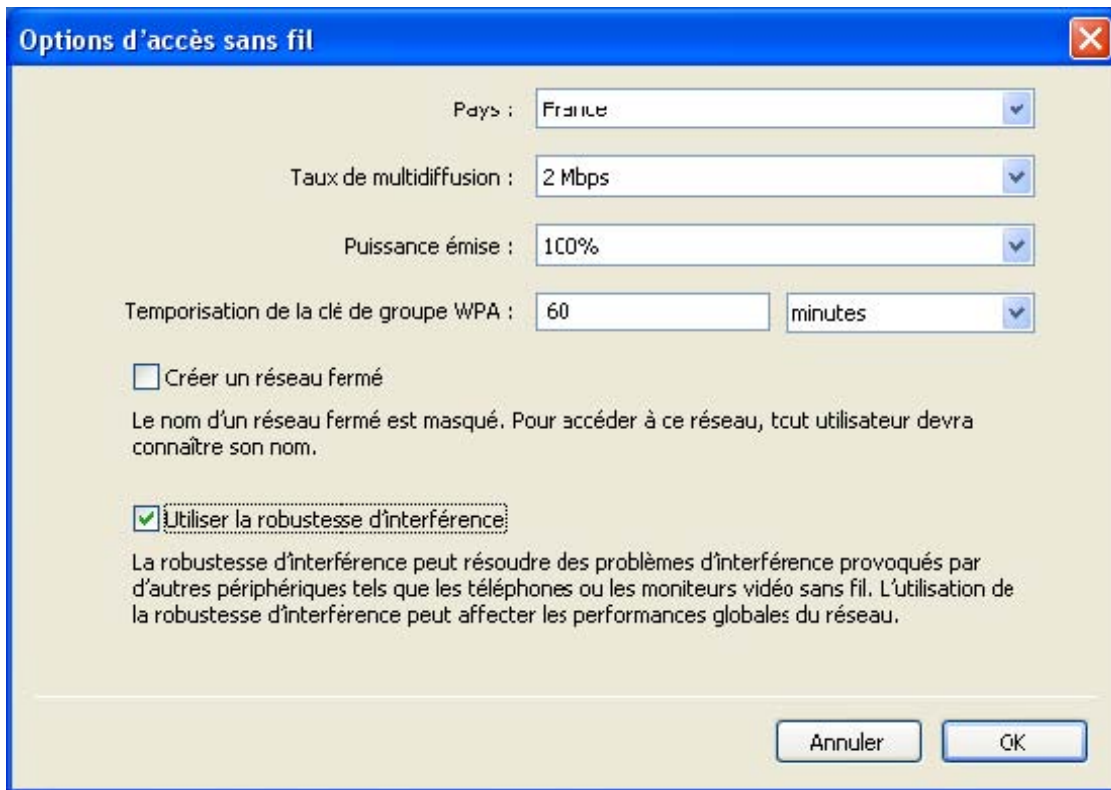 Options d'accès sans fil
Pays : France
Taux de multidiffusion : 2 Mbps
Puissance émise : 100%
Temporisation de la clé de groupe WPA : 60 minutes
Créer un réseau fermé
Le nom d'un réseau fermé est masqué. Pour accéder à ce réseau, tout utilisateur devra
connaître son nom.
Utiliser la robustesse d'interférence
La robustesse d'interférence peut résoudre des problèmes d'interférence provoqués par
d'autres périphériques tels que les téléphones ou les moniteurs vidéo sans fil. L'utilisation de
la robustesse d'interférence peut affecter les performances globales du réseau.
Annuler OK